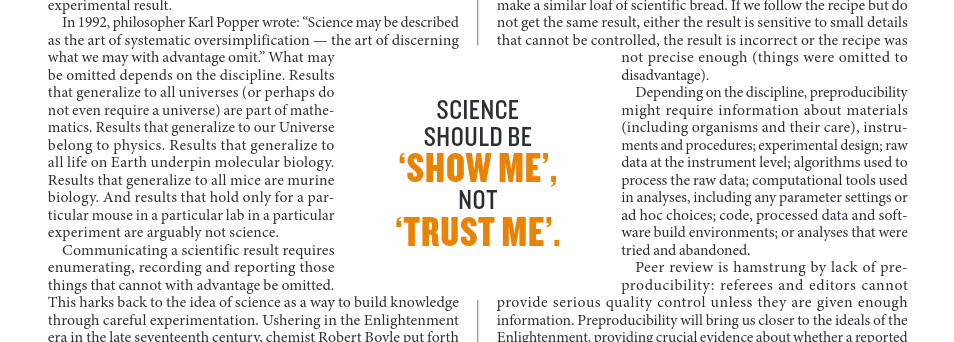 experimental result.
In 1992, philosopher Karl Popper wrote: “Science may be described
as the art of systematic oversimplification — the art of discerning
what we may with advantage omit.” What may
be omitted depends on the discipline. Results
that generalize to all universes (or perhaps do
not even require a universe) are part of mathe-
matics. Results that generalize to our Universe
belong to physics. Results that generalize to
all life on Earth underpin molecular biology.
Results that generalize to all mice are murine
biology. And results that hold only for a par-
ticular mouse in a particular lab in a particular
experiment are arguably not science.
Communicating a scientific result requires
enumerating, recording and reporting those
things that cannot with advantage be omitted.
This harks back to the idea of science as a way to build knowledge
through careful experimentation. Ushering in the Enlightenment
era in the late seventeenth century, chemist Robert Boyle put forth
SCIENCE
SHOULD BE
‘SHOW ME’,
NOT
‘TRUST ME’.
make a similar loaf of scientific bread. If we follow the recipe but do
not get the same result, either the result is sensitive to small details
that cannot be controlled, the result is incorrect or the recipe was
not precise enough (things were omitted to
disadvantage).
Depending on the discipline, preproducibility
might require information about materials
(including organisms and their care), instru-
ments and procedures; experimental design; raw
data at the instrument level; algorithms used to
process the raw data; computational tools used
in analyses, including any parameter settings or
ad hoc choices; code, processed data and soft-
ware build environments; or analyses that were
tried and abandoned.
Peer review is hamstrung by lack of pre-
producibility: referees and editors cannot
provide serious quality control unless they are given enough
information. Preproducibility will bring us closer to the ideals of the
Enlightenment, providing crucial evidence about whether a reported